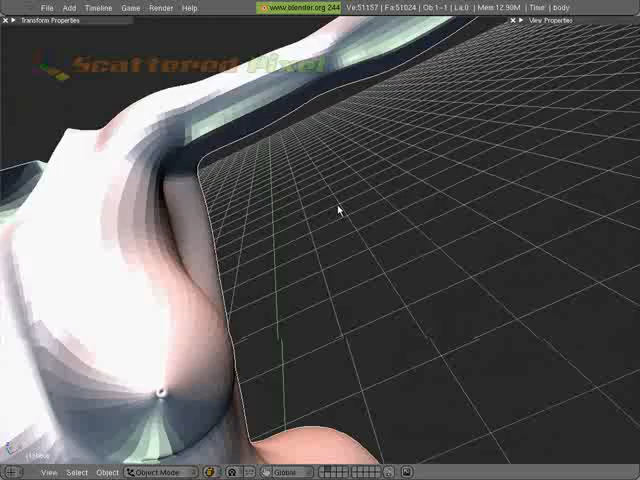 File Add Timeline Game Render Help www.blender.org 244 Ve:51157 | Fa:51024 | Ob:1-1 | La:0 | Mem:12.90M | Time: | body
Transform Properties View Properties
Scattered Pixel
View Select Object Object Mode Global